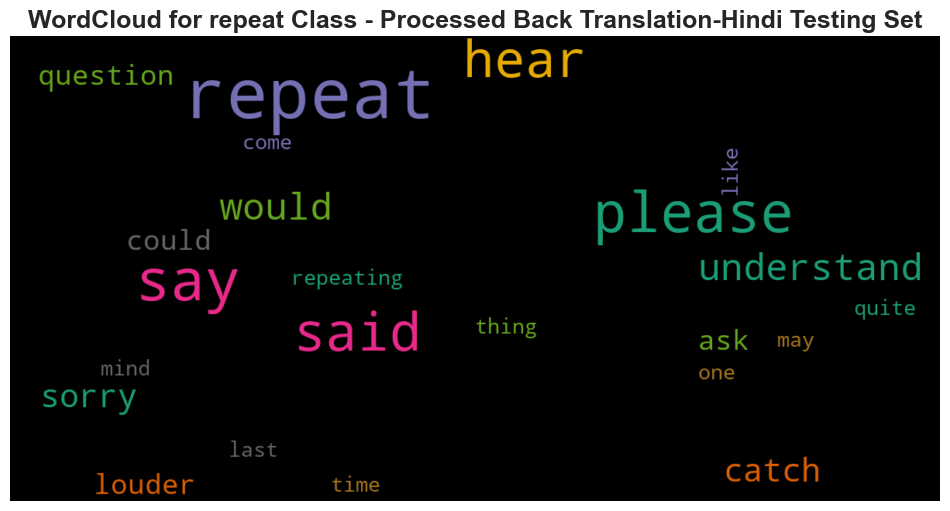 WordCloud for repeat Class - Processed Back Translation-Hindi Testing Set
hear
question
repeat
come
like
would
please
could
understand
say
repeating
quite
said
thing
ask
may
mind
one
sorry
last
catch
louder
time